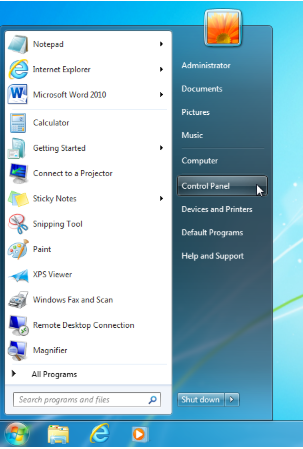 Notepad
Internet Explorer
Microsoft Word 2010
Calculator
Getting Started
Connect to a Projector
Sticky Notes
Snipping Tool
Paint
XPS Viewer
Windows Fax and Scan
Remote Desktop Connection
Magnifier
All Programs
Search programs and files
Administrator
Documents
Pictures
Music
Computer
Control Panel
Devices and Printers
Default Programs
Help and Support
Shut down